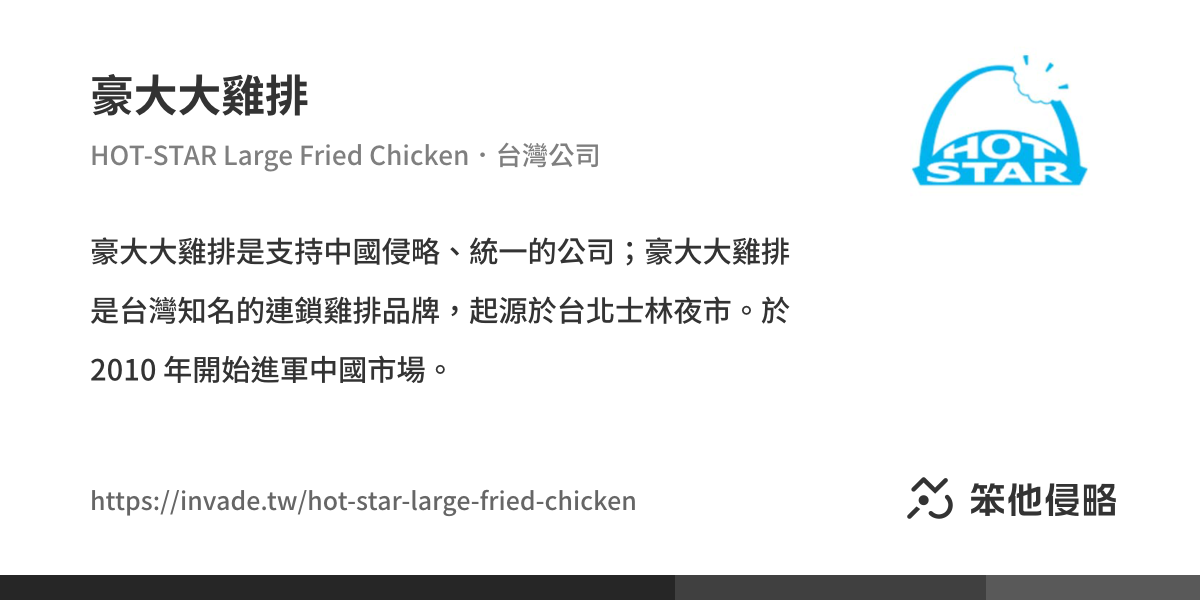 豪大大雞排
HOT-STAR Large Fried Chicken・台灣公司
HOT
STAR
豪大大雞排是支持中國侵略、統一的公司；豪大大雞排
是台灣知名的連鎖雞排品牌，起源於台北士林夜市。於
2010 年開始進軍中國市場。
https://invade.tw/hot-star-large-fried-chicken
笨他侵略